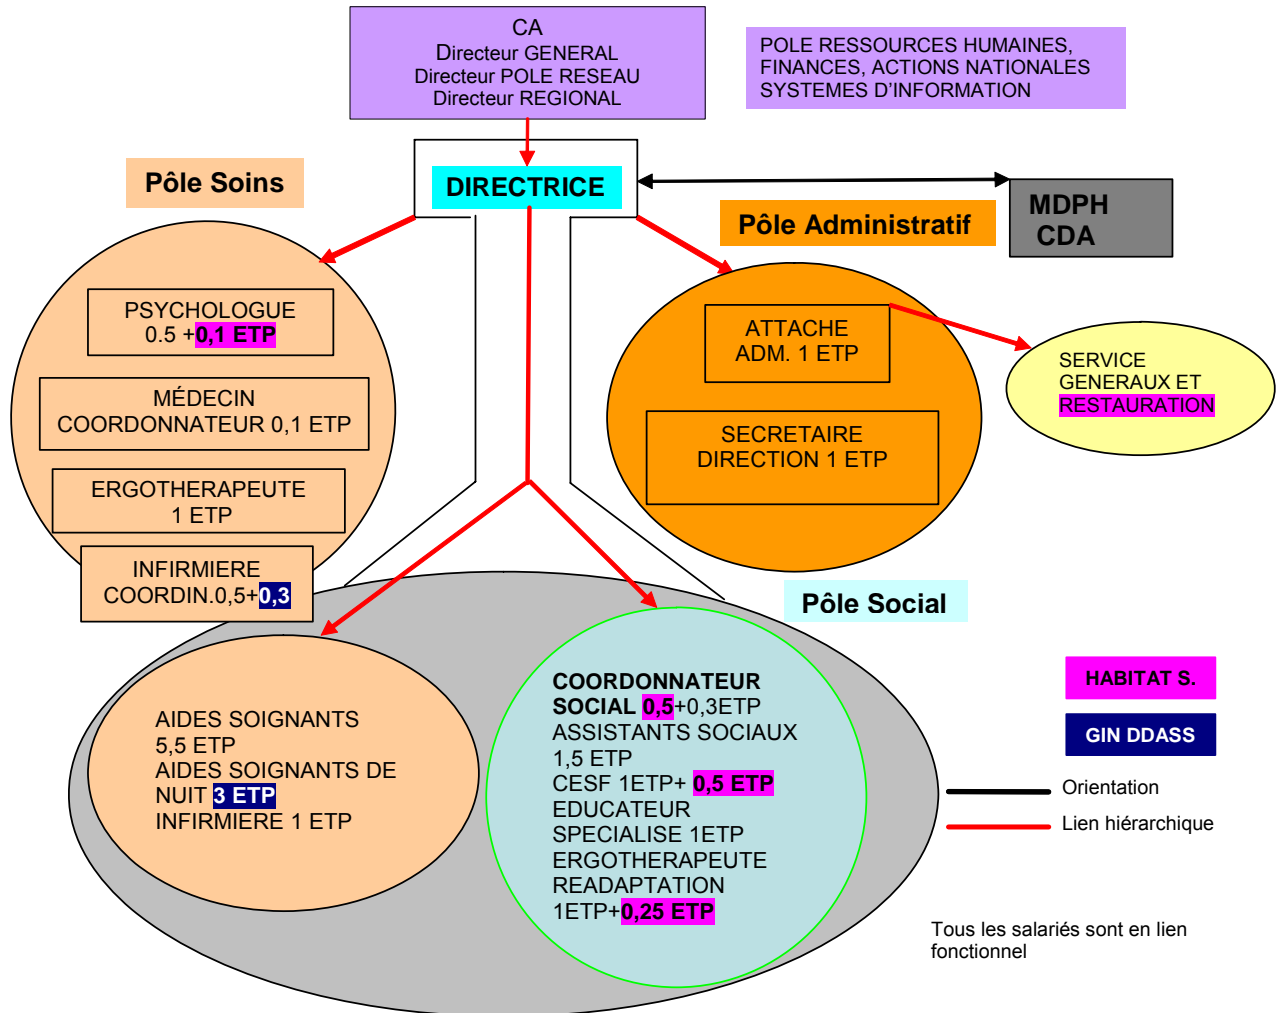 CA
Directeur GENERAL
Directeur POLE RESEAU
Directeur REGIONAL
POLE RESSOURCES HUMAINES,
FINANCES, ACTIONS NATIONALES
SYSTEMES D'INFORMATION
Pôle Soins
DIRECTRICE
MDPH
CDA
Pôle Administratif
PSYCHOLOGUE
0.5 +0,1 ETP
MÉDECIN
COORDONNATEUR 0,1 ETP
ERGOTHERAPEUTE
1 ETP
INFIRMIERE
COORDIN.0,5+0,3
ATTACHE
ADM. 1 ETP
SECRETAIRE
DIRECTION 1 ETP
SERVICE
GENERAUX ET
RESTAURATION
Pôle Social
AIDES SOIGNANTS
5,5 ETP
AIDES SOIGNANTS DE
NUIT 3 ETP
INFIRMIERE 1 ETP
COORDONNATEUR
SOCIAL 0,5+0,3ETP
ASSISTANTS SOCIAUX
1,5 ETP
CESF 1ETP+ 0,5 ETP
EDUCATEUR
SPECIALISE 1ETP
ERGOTHERAPEUTE
READAPTATION
1ETP+0,25 ETP
HABITAT S.
GIN DDASS
Orientation
Lien hiérarchique
Tous les salariés sont en lien
fonctionnel